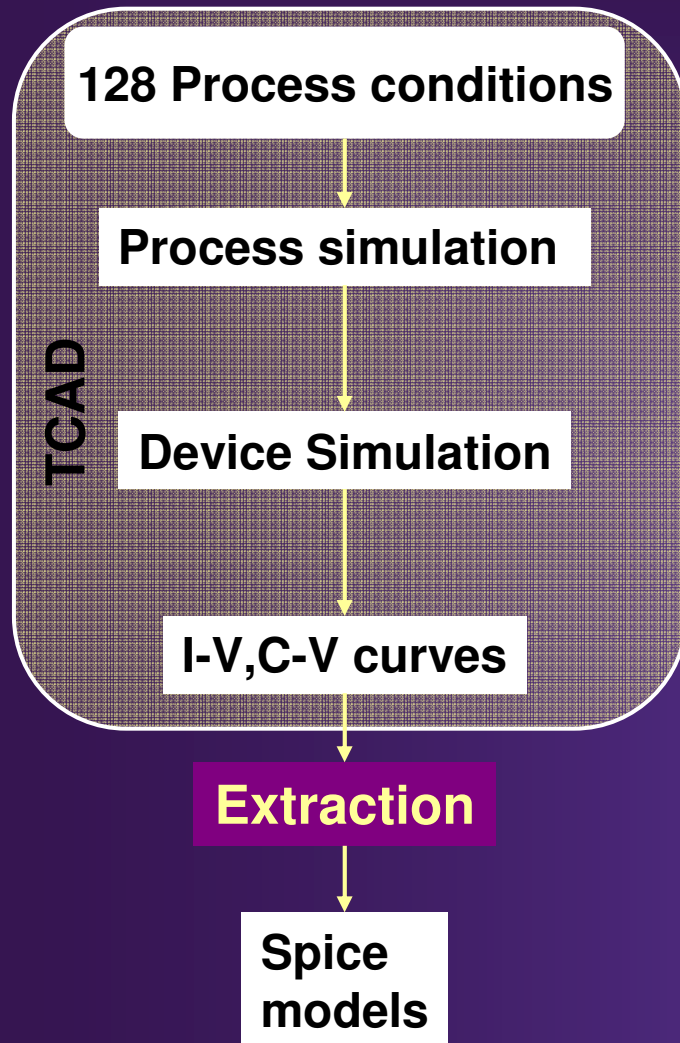 128 Process conditions
Process simulation
TCAD
Device Simulation
I-V,C-V curves
Extraction
Spice
models